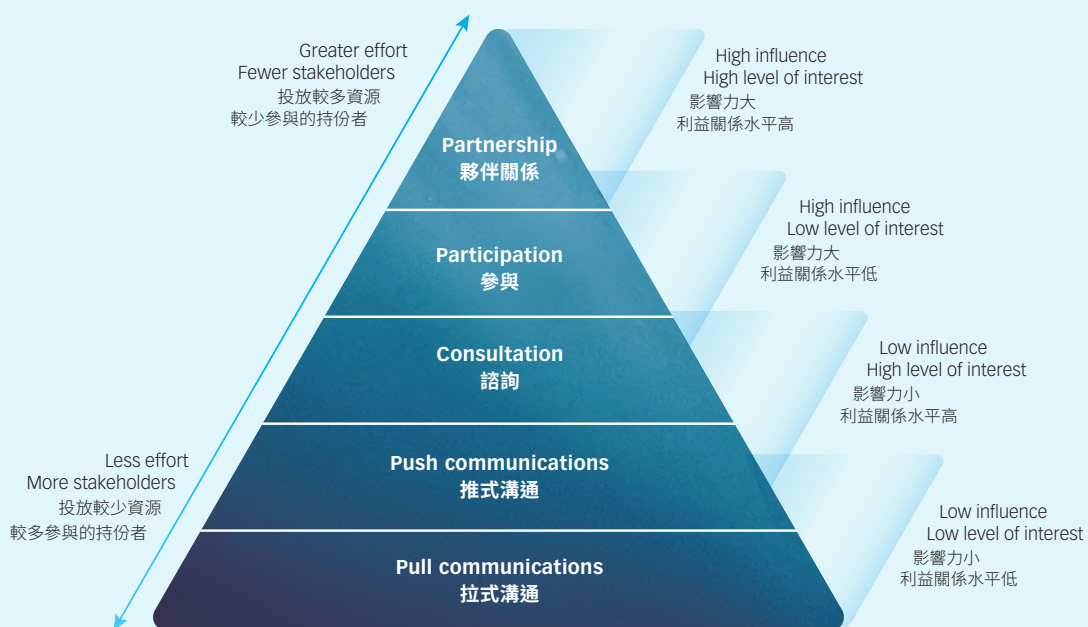 Greater effort
Fewer stakeholders
投放較多資源
較少參與的持份者
High influence
High level of interest
影響力大
利益關係水平高
Partnership
夥伴關係
High influence
Low level of interest
影響力大
利益關係水平低
Participation
參與
Consultation
諮詢
Low influence
High level of interest
影響力小
利益關係水平高
Less effort
More stakeholders
投放較少資源
較多參與的持份者
Push communications
推式溝通
Low influence
Low level of interest
影響力小
利益關係水平低
Pull communications
拉式溝通